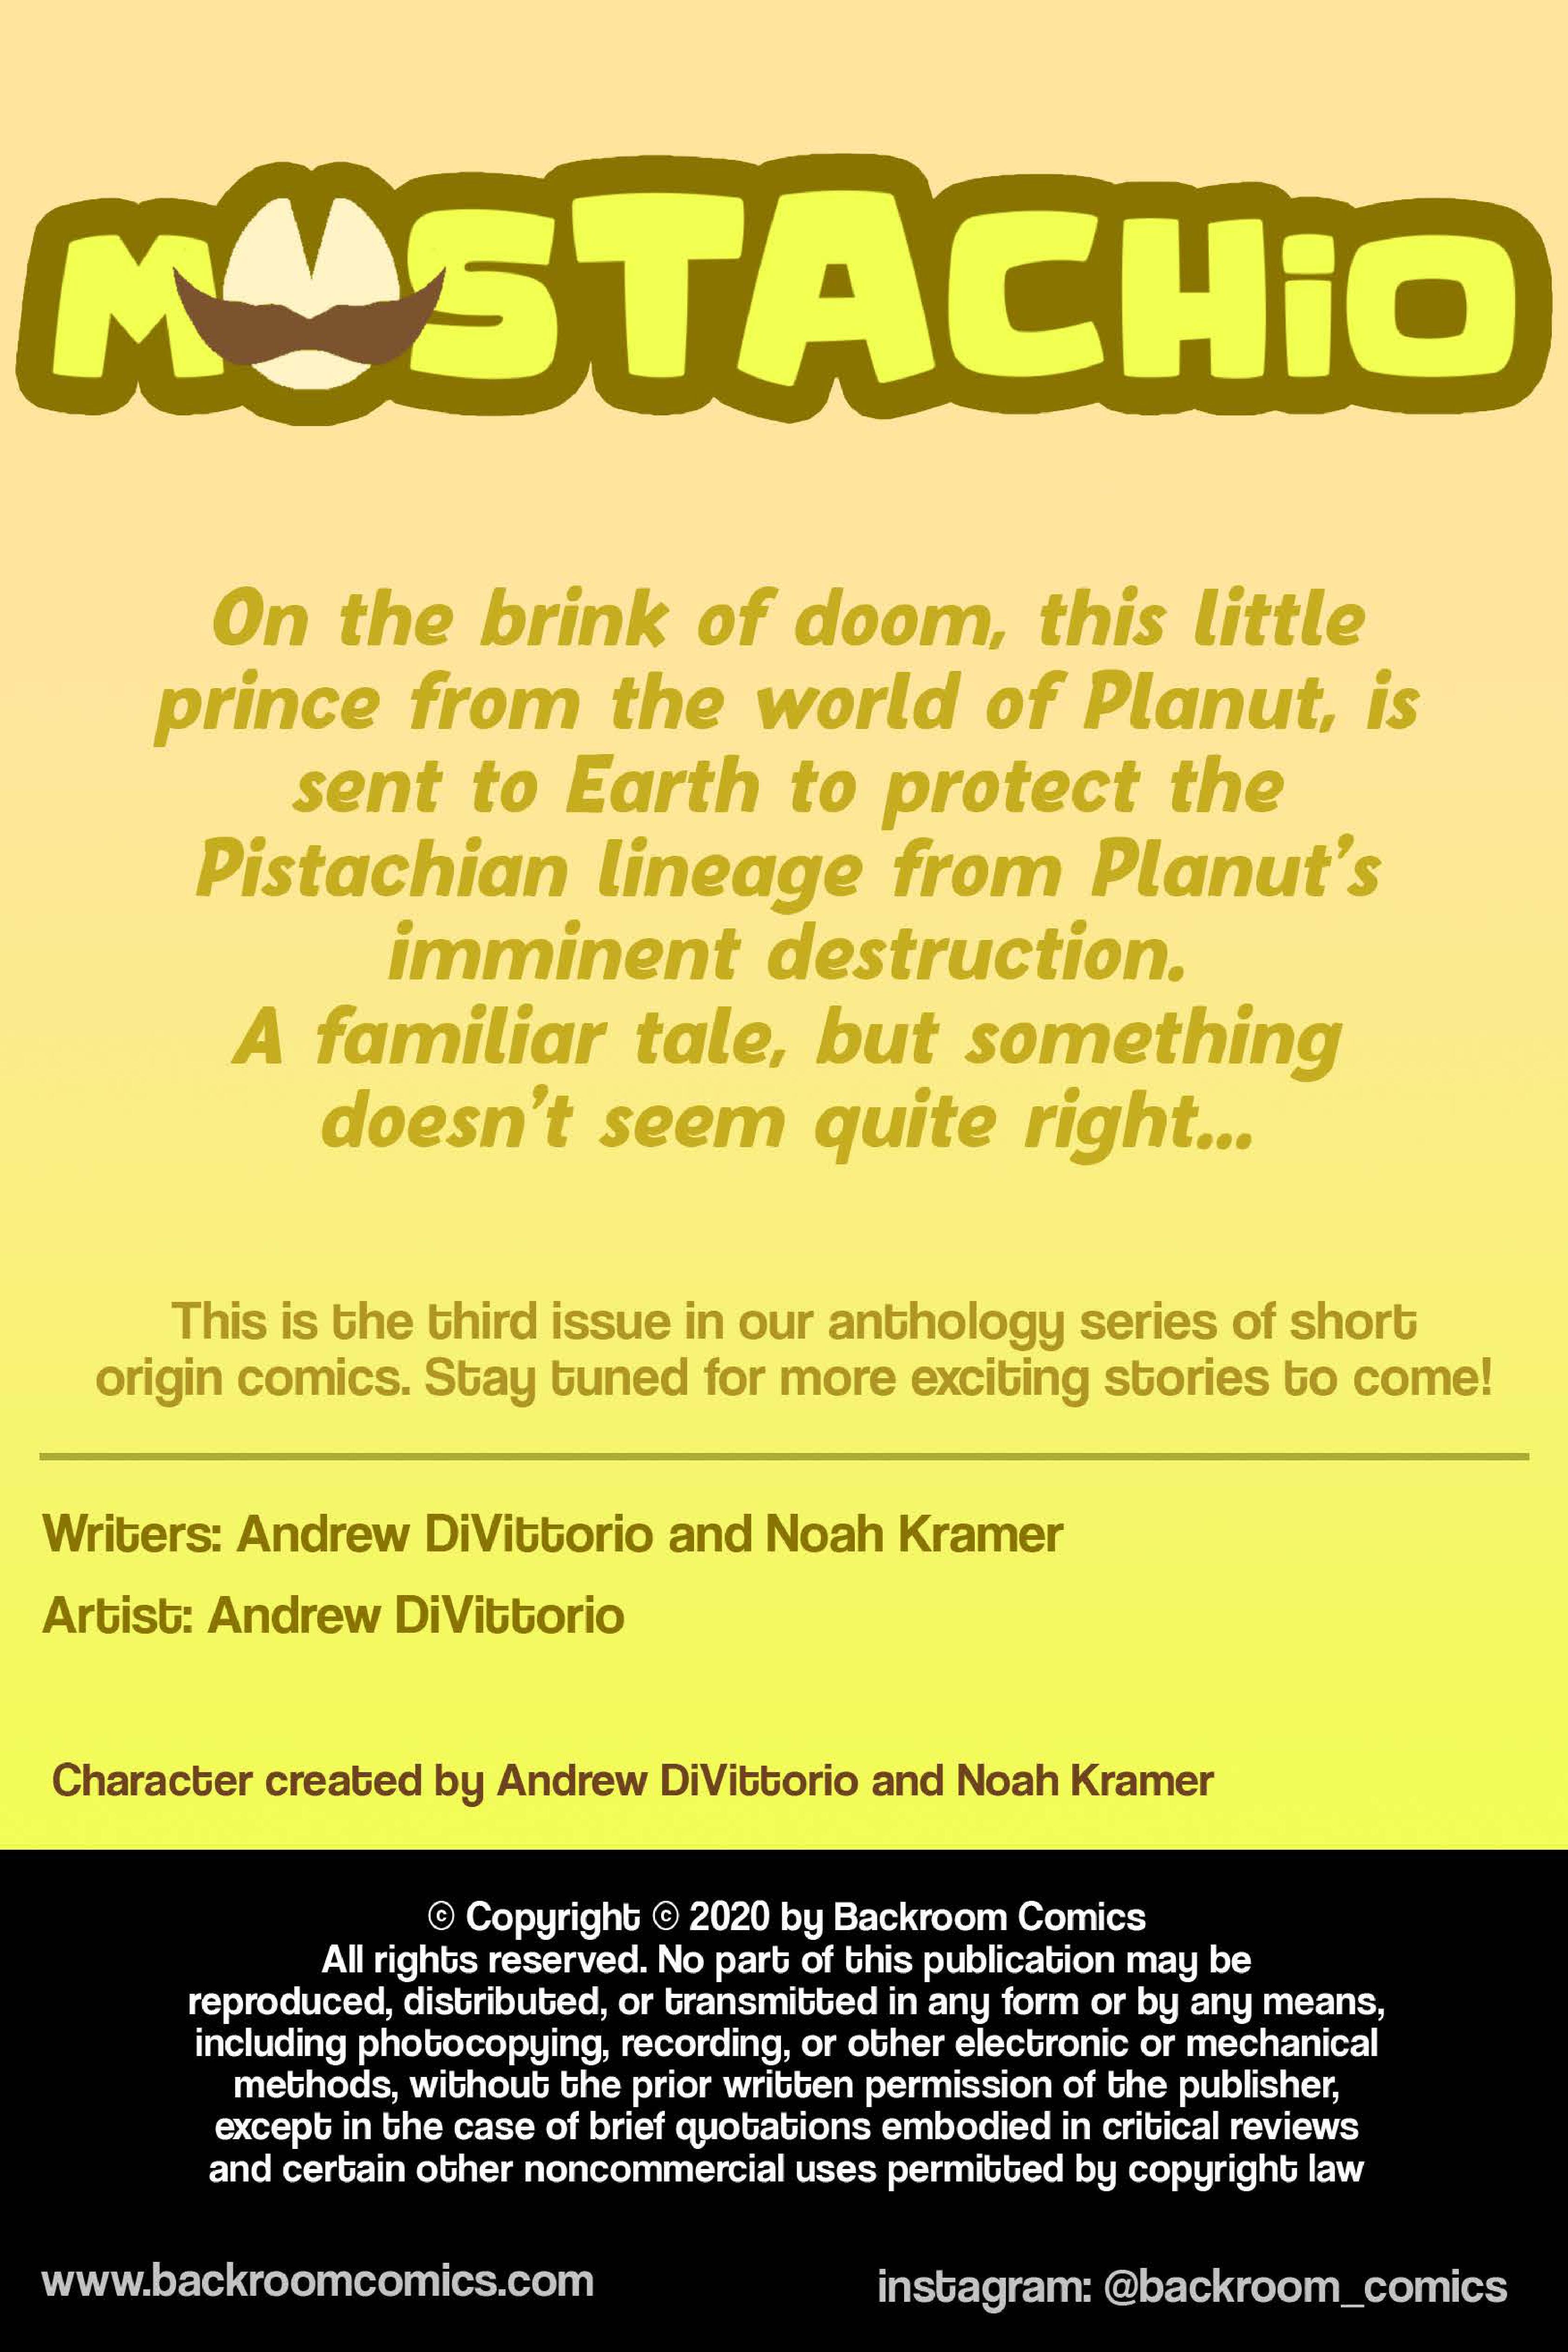 MUSTACHiO
On the brink of doom, this little
prince from the world of Planut, is
sent to Earth to protect the
Pistachian lineage from Planut's
imminent destruction.
A familiar tale, but something
doesn't seem quite right...
This is the third issue in our anthology series of short
origin comics. Stay tuned for more exciting stories to come!
Writers: Andrew DiVittorio and Noah Kramer
Artist: Andrew DiVittorio
Character created by Andrew DiVittorio and Noah Kramer
© Copyright © 2020 by Backroom Comics
All rights reserved. No part of this publication may be
reproduced, distributed, or transmitted in any form or by any means,
including photocopying, recording, or other electronic or mechanical
methods, without the prior written permission of the publisher,
except in the case of brief quotations embodied in critical reviews
and certain other noncommercial uses permitted by copyright law
www.backroomcomics.com
instagram: @backroom_comics